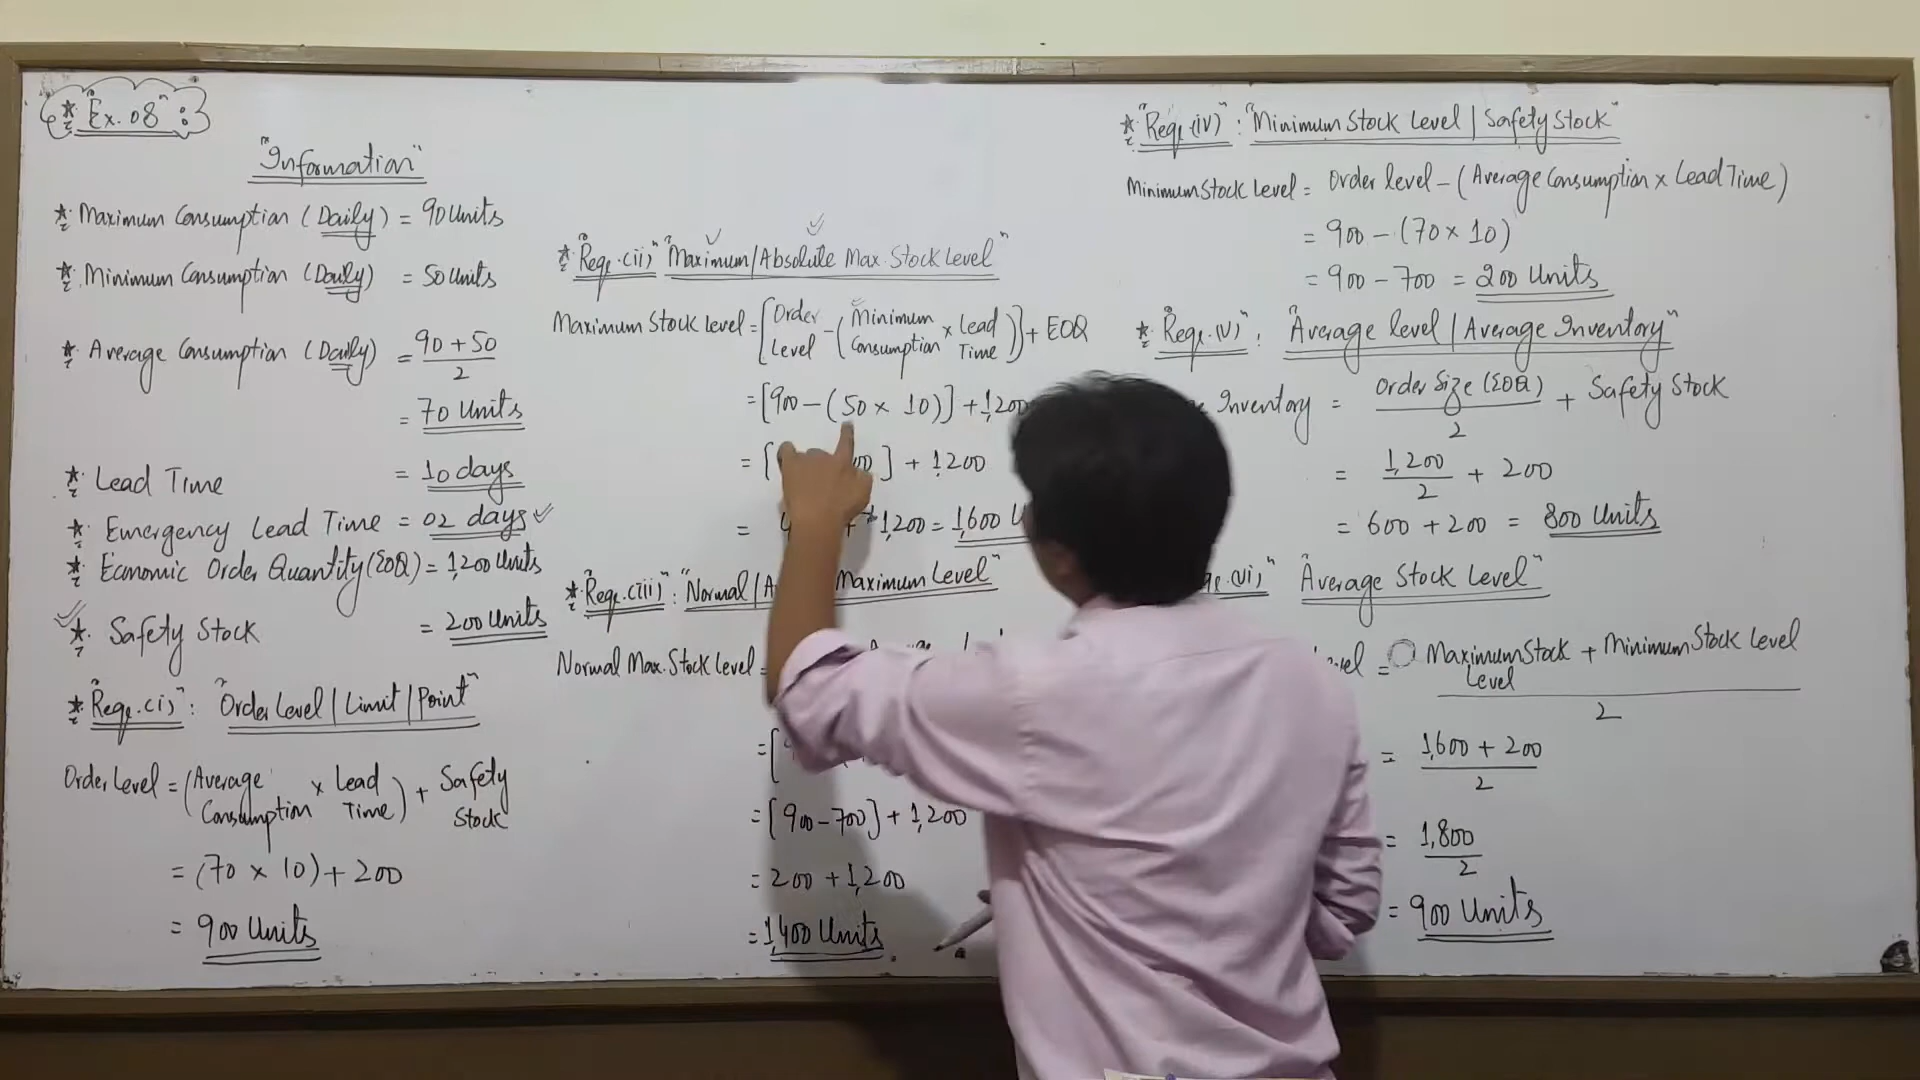 * "Ex. 08" :
"Information"
* Maximum Consumption (Daily) = 90 Units
* Minimum Consumption (Daily) = 50 Units
* Average Consumption (Daily) = 90 + 50
2
= 70 Units
* Lead Time = 10 days
* Emergency Lead Time = 02 days ✓
* Economic Order Quantity (EOQ) = 1,200 Units
✓ * Safety Stock = 200 Units
* "Reqe.(i)" : "Order Level | Limit | Point"
Order Level = (Average Consumption × Lead Time) + Safety Stock
= (70 × 10) + 200
= 900 Units
* "Reqe.(ii)" "Maximum / Absolute Max. Stock Level"
Maximum Stock Level = [Order Level - (Minimum Consumption × Lead Time)] + EOQ
= [900 - (50 × 10)] + 1,200
= [ ] + 1,200
= + 1,200 = 1,600 U
* "Reqe.(iii)" : "Normal | Maximum Level"
Normal Max. Stock Level =
= [
= [900 - 700] + 1,200
= 200 + 1,200
= 1,400 Units
* "Reqe.(iv)" : "Minimum Stock Level | Safety Stock"
Minimum Stock Level = Order level - (Average Consumption × Lead Time)
= 900 - (70 × 10)
= 900 - 700 = 200 Units
* "Reqe.(v)" : "Average level | Average Inventory"
Inventory = Order Size (EOQ) + Safety Stock
2
= 1,200 + 200
2
= 600 + 200 = 800 Units
(vi)" "Average Stock Level"
= Maximum Stock Level + Minimum Stock Level
2
= 1,600 + 200
2
= 1,800
2
= 900 Units